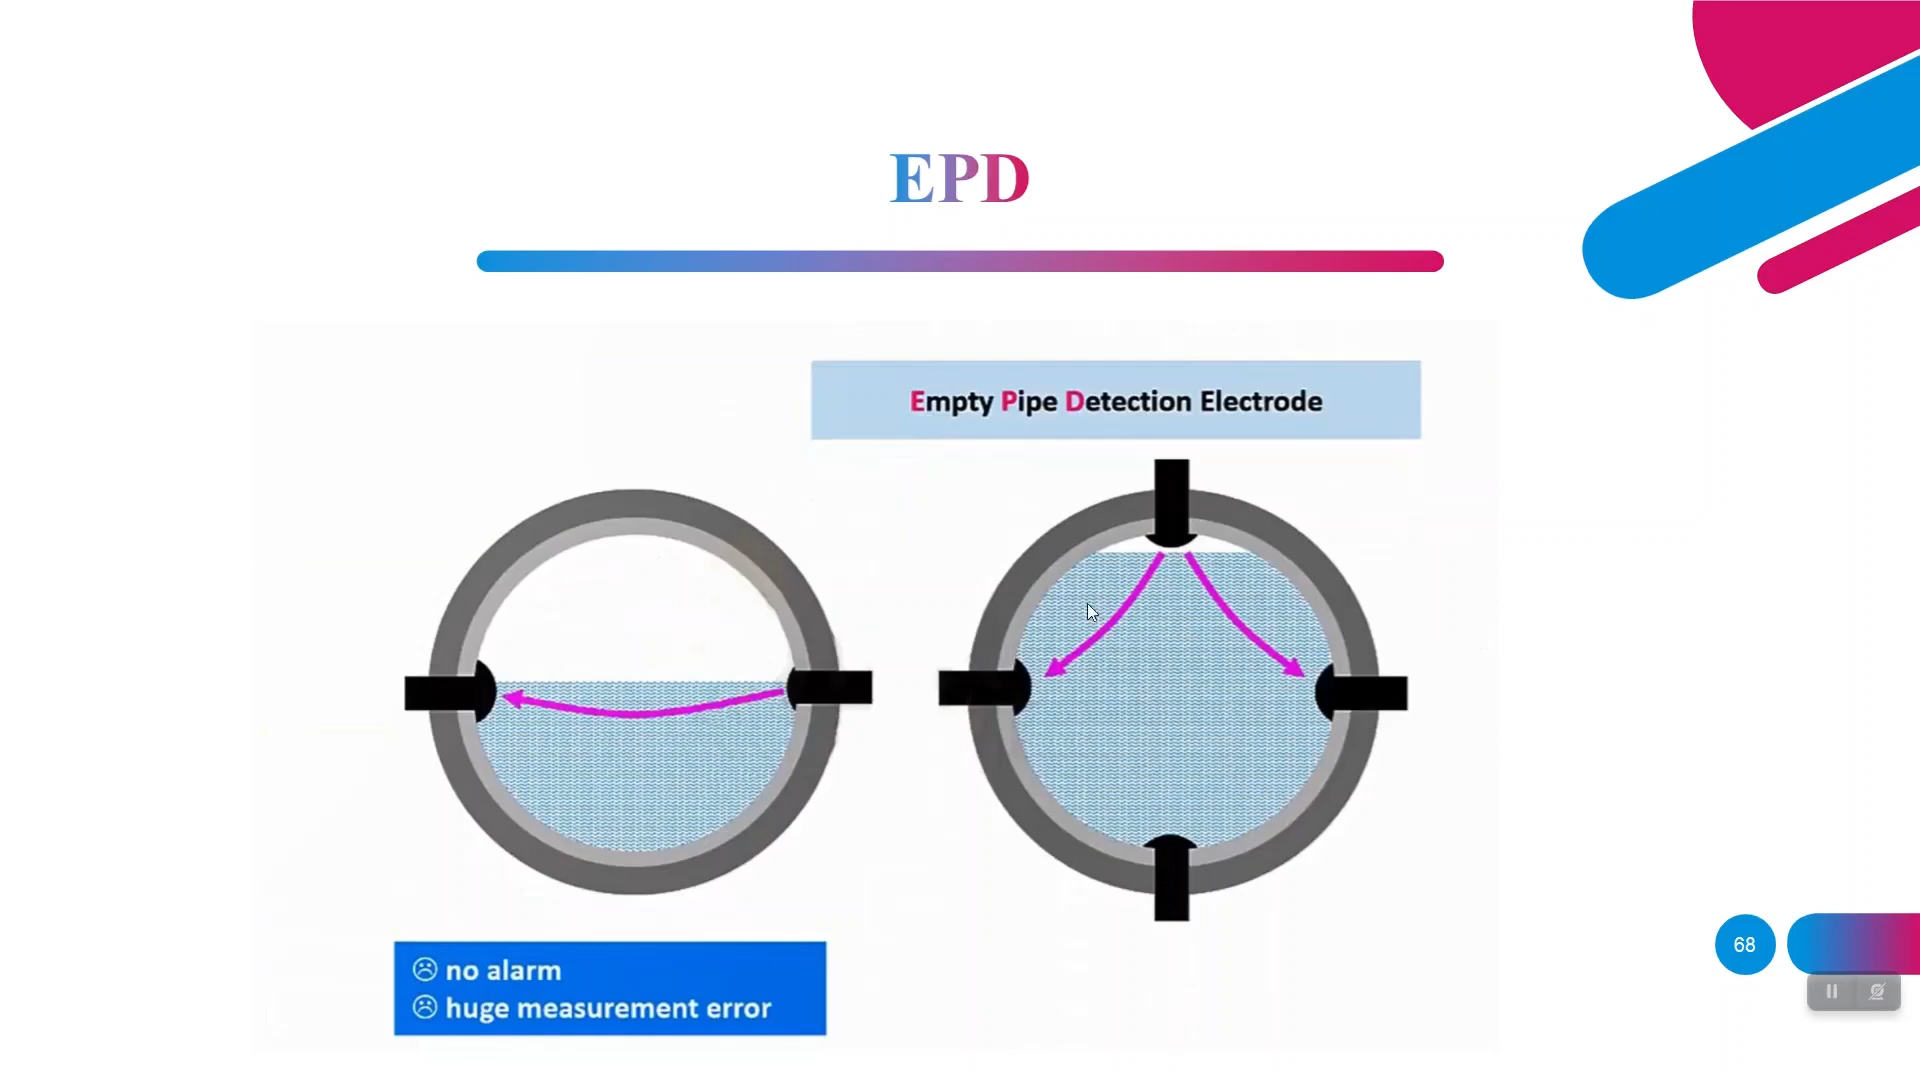 EPD
Empty Pipe Detection Electrode
☹ no alarm
☹ huge measurement error
68